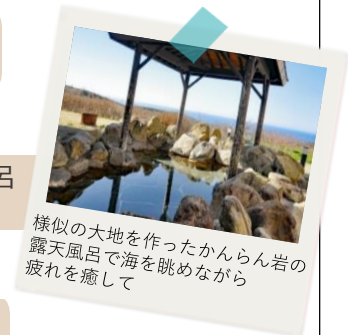 呂
様似の大地を作ったかんらん岩の
露天風呂で海を眺めながら
疲れを癒して